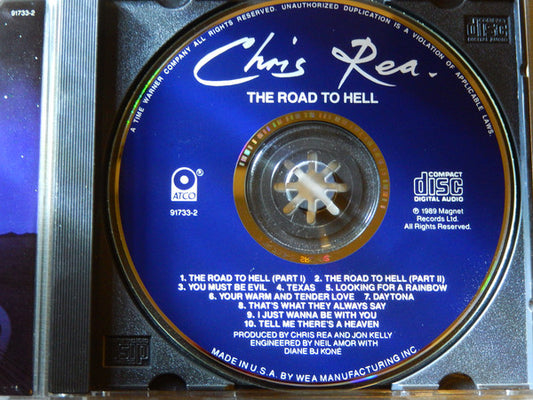 91733-2
A TIME WARNER COMPANY ALL RIGHTS RESERVED. UNAUTHORIZED DUPLICATION IS A VIOLATION OF APPLICABLE LAWS
COMPACT
disc
Chris Rea.
THE ROAD TO HELL
ATCO
®
91733-2
COMPACT
disc
DIGITAL AUDIO
℗ 1989 Magnet
Records Ltd.
All Rights Reserved.
1. THE ROAD TO HELL (PART I) 2. THE ROAD TO HELL (PART II)
3. YOU MUST BE EVIL 4. TEXAS 5. LOOKING FOR A RAINBOW
6. YOUR WARM AND TENDER LOVE 7. DAYTONA
8. THAT'S WHAT THEY ALWAYS SAY
9. I JUST WANNA BE WITH YOU
10. TELL ME THERE'S A HEAVEN
PRODUCED BY CHRIS REA AND JON KELLY
ENGINEERED BY NEIL AMOR WITH
DIANE BJ KONÉ
MADE IN U.S.A. BY WEA MANUFACTURING INC.